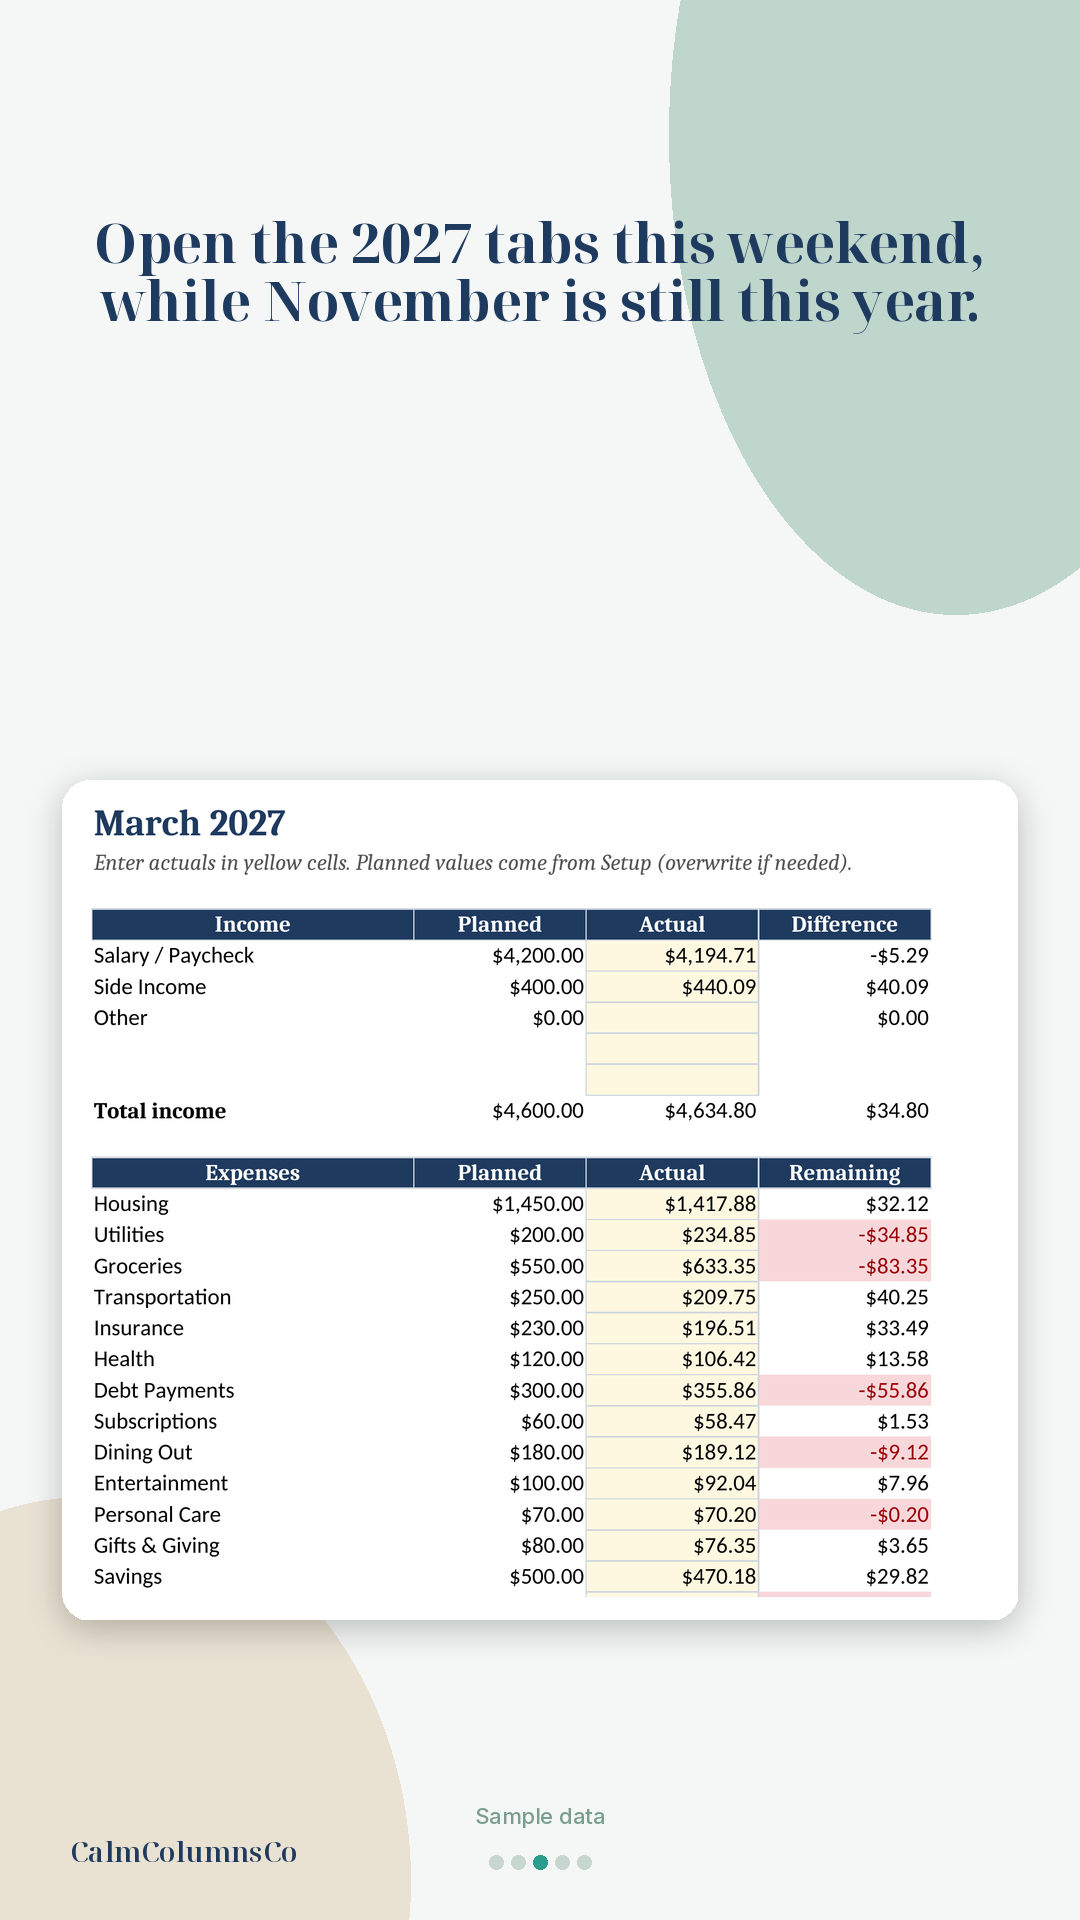 Open the 2027 tabs this weekend,
while November is still this year.
March 2027
Enter actuals in yellow cells. Planned values come from Setup (overwrite if needed).
Income Planned Actual Difference
Salary / Paycheck $4,200.00 $4,194.71 -$5.29
Side Income $400.00 $440.09 $40.09
Other $0.00 $0.00
Total income $4,600.00 $4,634.80 $34.80
Expenses Planned Actual Remaining
Housing $1,450.00 $1,417.88 $32.12
Utilities $200.00 $234.85 -$34.85
Groceries $550.00 $633.35 -$83.35
Transportation $250.00 $209.75 $40.25
Insurance $230.00 $196.51 $33.49
Health $120.00 $106.42 $13.58
Debt Payments $300.00 $355.86 -$55.86
Subscriptions $60.00 $58.47 $1.53
Dining Out $180.00 $189.12 -$9.12
Entertainment $100.00 $92.04 $7.96
Personal Care $70.00 $70.20 -$0.20
Gifts & Giving $80.00 $76.35 $3.65
Savings $500.00 $470.18 $29.82
Sample data
CalmColumnsCo